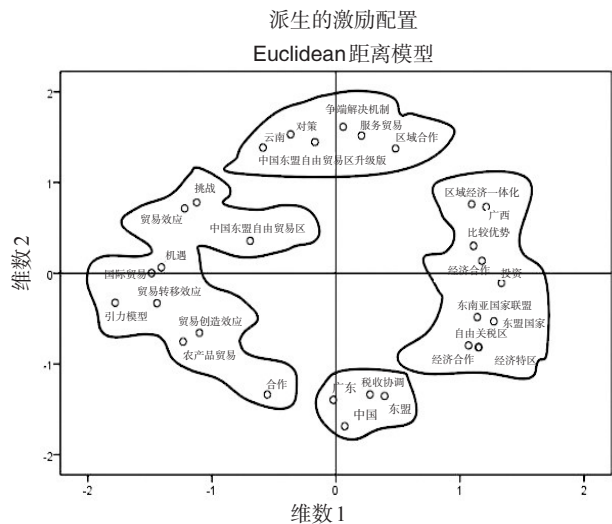 派生的激励配置
Euclidean距离模型
2
争端解决机制
云南 对策 服务贸易
区域合作
中国东盟自由贸易区升级版
挑战
区域经济一体化
1
贸易效应
广西
中国东盟自由贸易区
比较优势
机遇
国际贸易
经济合作 投资
维数2
0
贸易转移效应
引力模型
东南亚国家联盟
贸易创造效应
东盟国家
自由关税区
农产品贸易
经济合作 经济特区
-1
合作
广东 税收协调
中国 东盟
-2
-2 -1 0 1 2
维数1